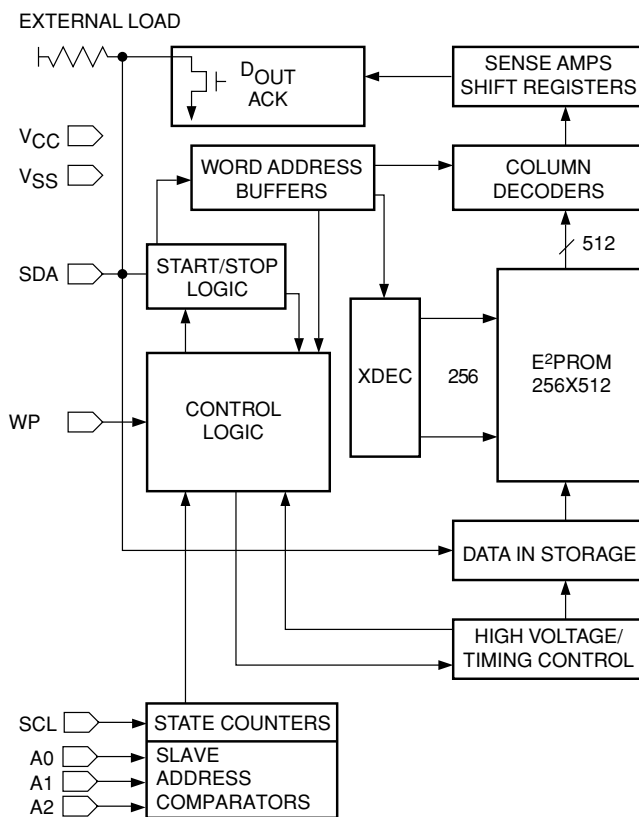 EXTERNAL LOAD
DOUT
ACK
SENSE AMPS
SHIFT REGISTERS
VCC
VSS
WORD ADDRESS
BUFFERS
COLUMN
DECODERS
512
SDA
START/STOP
LOGIC
XDEC
256
E2PROM
256X512
WP
CONTROL
LOGIC
DATA IN STORAGE
HIGH VOLTAGE/
TIMING CONTROL
SCL
STATE COUNTERS
A0
SLAVE
A1
ADDRESS
A2
COMPARATORS